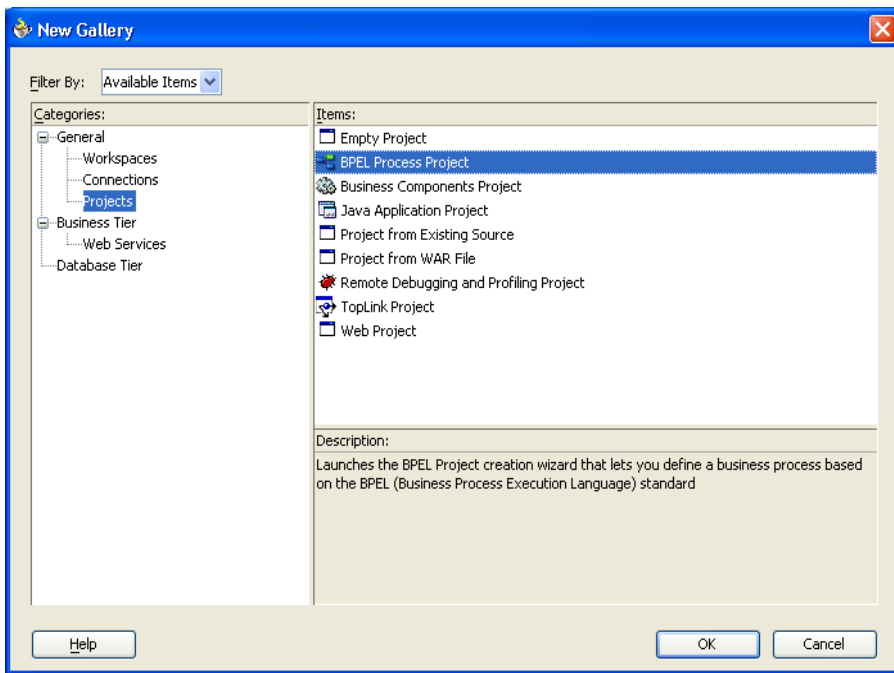 New Gallery
Filter By: Available Items
Categories:
General
Workspaces
Connections
Projects
Business Tier
Web Services
Database Tier
Items:
Empty Project
BPEL Process Project
Business Components Project
Java Application Project
Project from Existing Source
Project from WAR File
Remote Debugging and Profiling Project
TopLink Project
Web Project
Description:
Launches the BPEL Project creation wizard that lets you define a business process based
on the BPEL (Business Process Execution Language) standard
Help
OK
Cancel